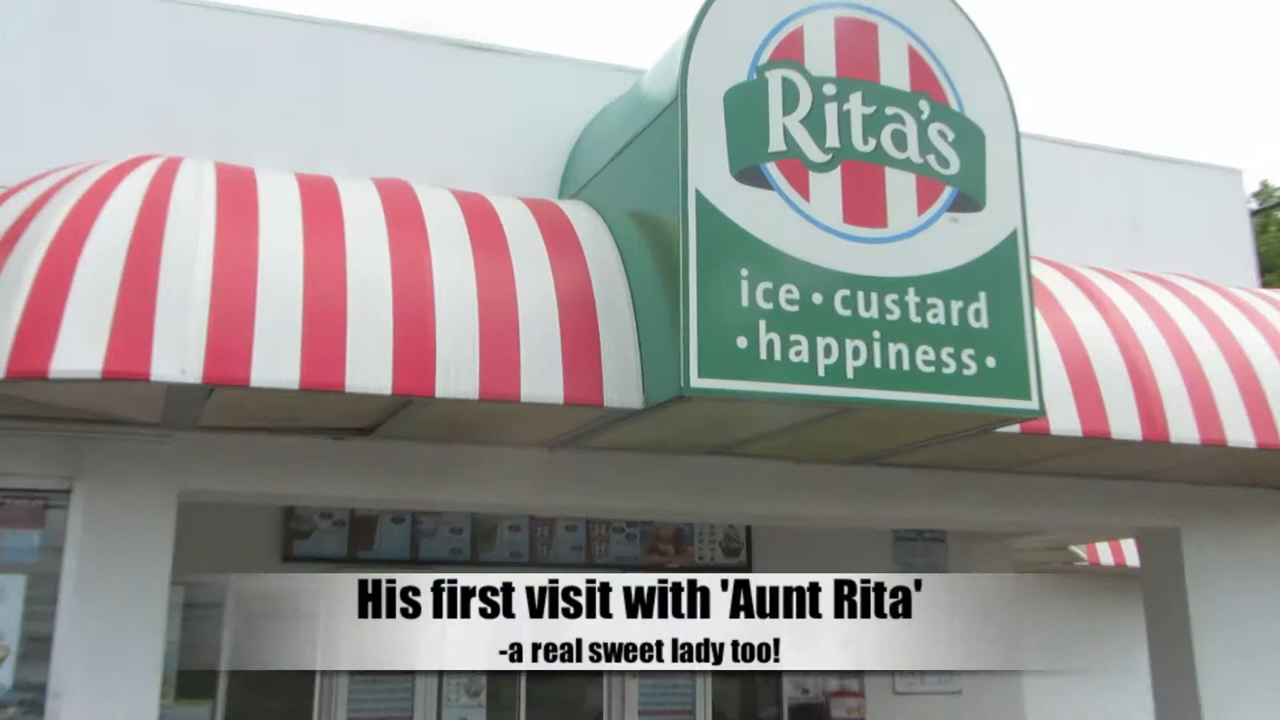 Rita's
ice • custard
• happiness •
His first visit with 'Aunt Rita'
-a real sweet lady too!